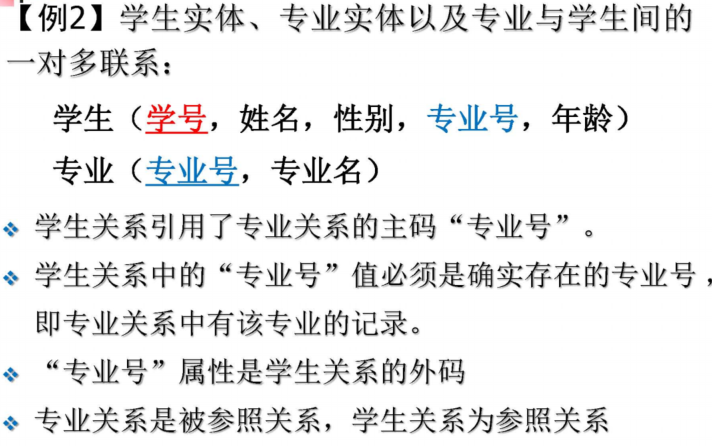 【例2】学生实体、专业实体以及专业与学生间的
一对多联系：
学生（学号，姓名，性别，专业号，年龄）
专业（专业号，专业名）
❖ 学生关系引用了专业关系的主码“专业号”。
❖ 学生关系中的“专业号”值必须是确实存在的专业号，
即专业关系中有该专业的记录。
❖ “专业号”属性是学生关系的外码
❖ 专业关系是被参照关系，学生关系为参照关系